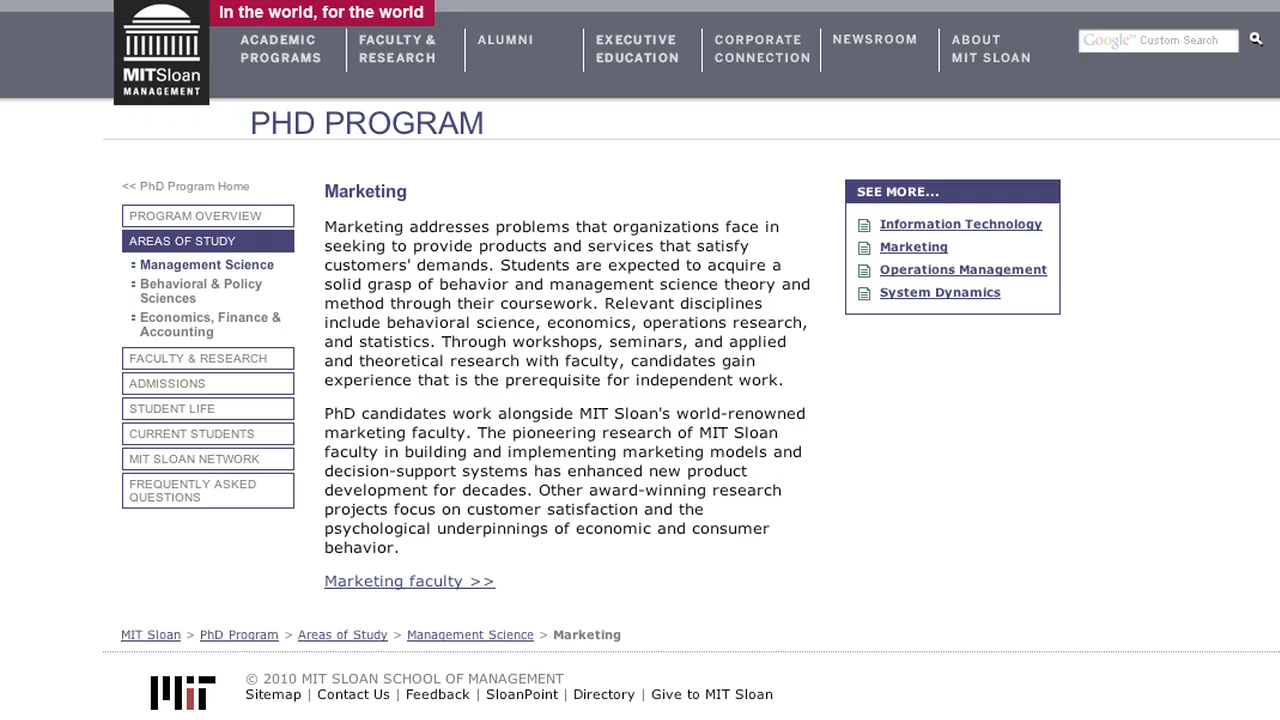 In the world, for the world
MITSloan
MANAGEMENT
ACADEMIC
PROGRAMS
FACULTY &
RESEARCH
ALUMNI
EXECUTIVE
EDUCATION
CORPORATE
CONNECTION
NEWSROOM
ABOUT
MIT SLOAN
Google™ Custom Search
PHD PROGRAM
<< PhD Program Home
PROGRAM OVERVIEW
AREAS OF STUDY
Management Science
Behavioral & Policy
Sciences
Economics, Finance &
Accounting
FACULTY & RESEARCH
ADMISSIONS
STUDENT LIFE
CURRENT STUDENTS
MIT SLOAN NETWORK
FREQUENTLY ASKED
QUESTIONS
Marketing
Marketing addresses problems that organizations face in
seeking to provide products and services that satisfy
customers' demands. Students are expected to acquire a
solid grasp of behavior and management science theory and
method through their coursework. Relevant disciplines
include behavioral science, economics, operations research,
and statistics. Through workshops, seminars, and applied
and theoretical research with faculty, candidates gain
experience that is the prerequisite for independent work.
PhD candidates work alongside MIT Sloan's world-renowned
marketing faculty. The pioneering research of MIT Sloan
faculty in building and implementing marketing models and
decision-support systems has enhanced new product
development for decades. Other award-winning research
projects focus on customer satisfaction and the
psychological underpinnings of economic and consumer
behavior.
Marketing faculty >>
SEE MORE...
Information Technology
Marketing
Operations Management
System Dynamics
MIT Sloan > PhD Program > Areas of Study > Management Science > Marketing
MIT
© 2010 MIT SLOAN SCHOOL OF MANAGEMENT
Sitemap | Contact Us | Feedback | SloanPoint | Directory | Give to MIT Sloan